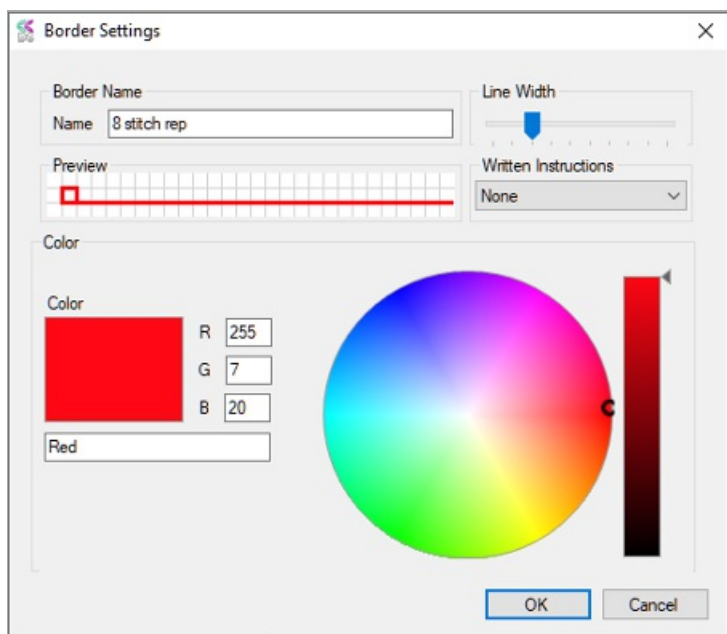 Border Settings
Border Name
Name 8 stitch rep
Line Width
Preview
Written Instructions
None
Color
Color
R 255
G 7
B 20
Red
OK Cancel